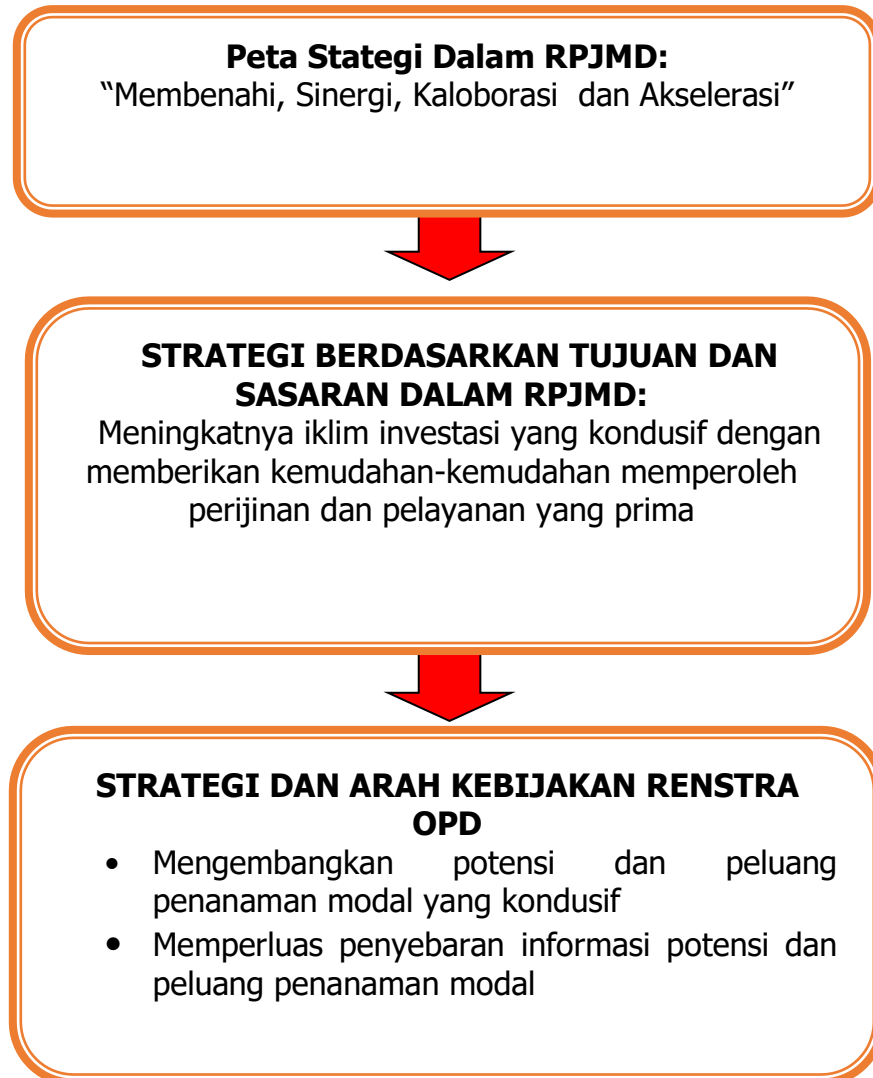 Peta Stategi Dalam RPJMD:
“Membenahi, Sinergi, Kaloborasi dan Akselerasi”
STRATEGI BERDASARKAN TUJUAN DAN
SASARAN DALAM RPJMD:
Meningkatnya iklim investasi yang kondusif dengan
memberikan kemudahan-kemudahan memperoleh
perijinan dan pelayanan yang prima
STRATEGI DAN ARAH KEBIJAKAN RENSTRA
OPD
• Mengembangkan potensi dan peluang
penanaman modal yang kondusif
• Memperluas penyebaran informasi potensi dan
peluang penanaman modal